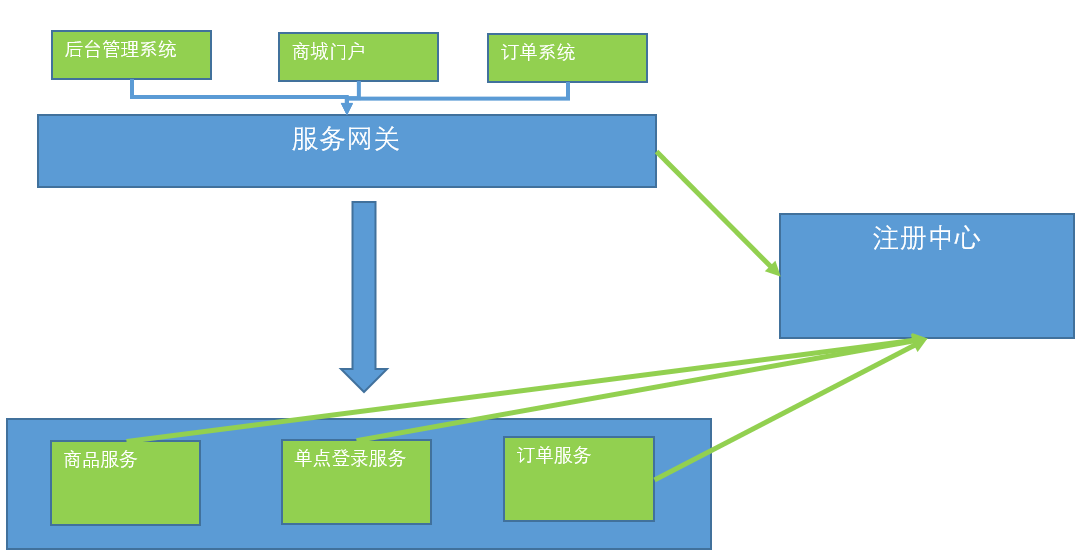 后台管理系统
商城门户
订单系统
服务网关
注册中心
商品服务
单点登录服务
订单服务